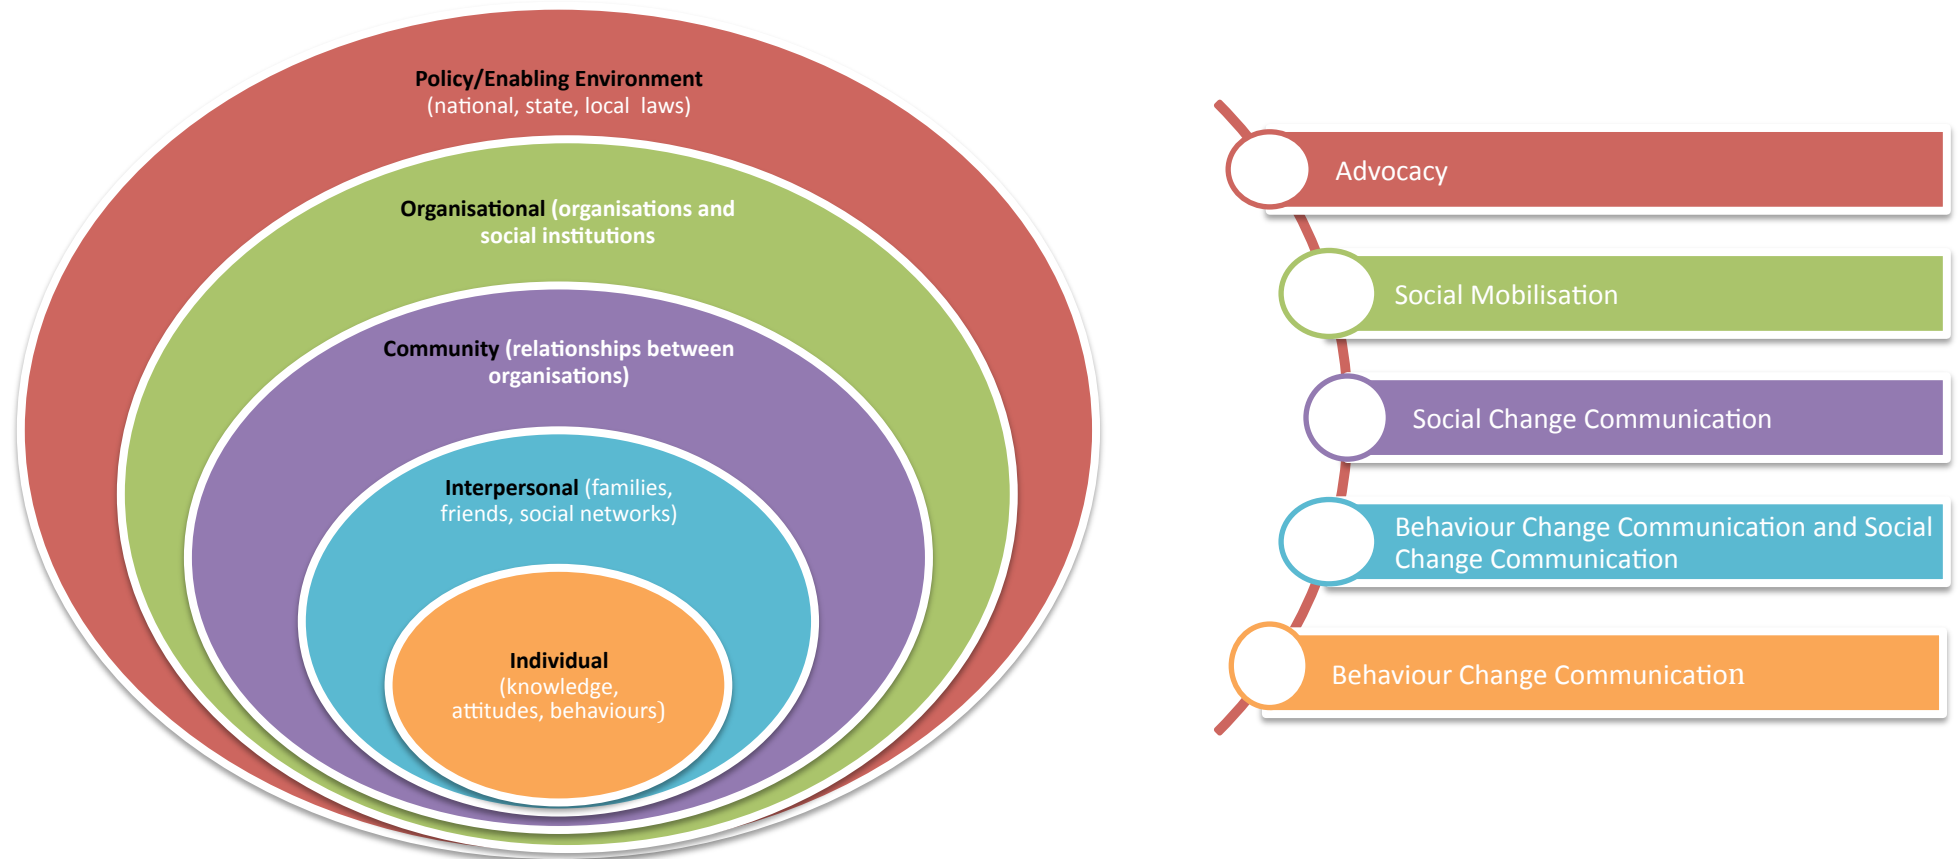 Policy/Enabling Environment
(national, state, local  laws)
Organisational (organisations and
social institutions
Community (relationships between
organisations)
Interpersonal (families,
friends, social networks)
Individual
(knowledge,
attitudes, behaviours)
Advocacy
Social Mobilisation
Social Change Communication
Behaviour Change Communication and Social
Change Communication
Behaviour Change Communication